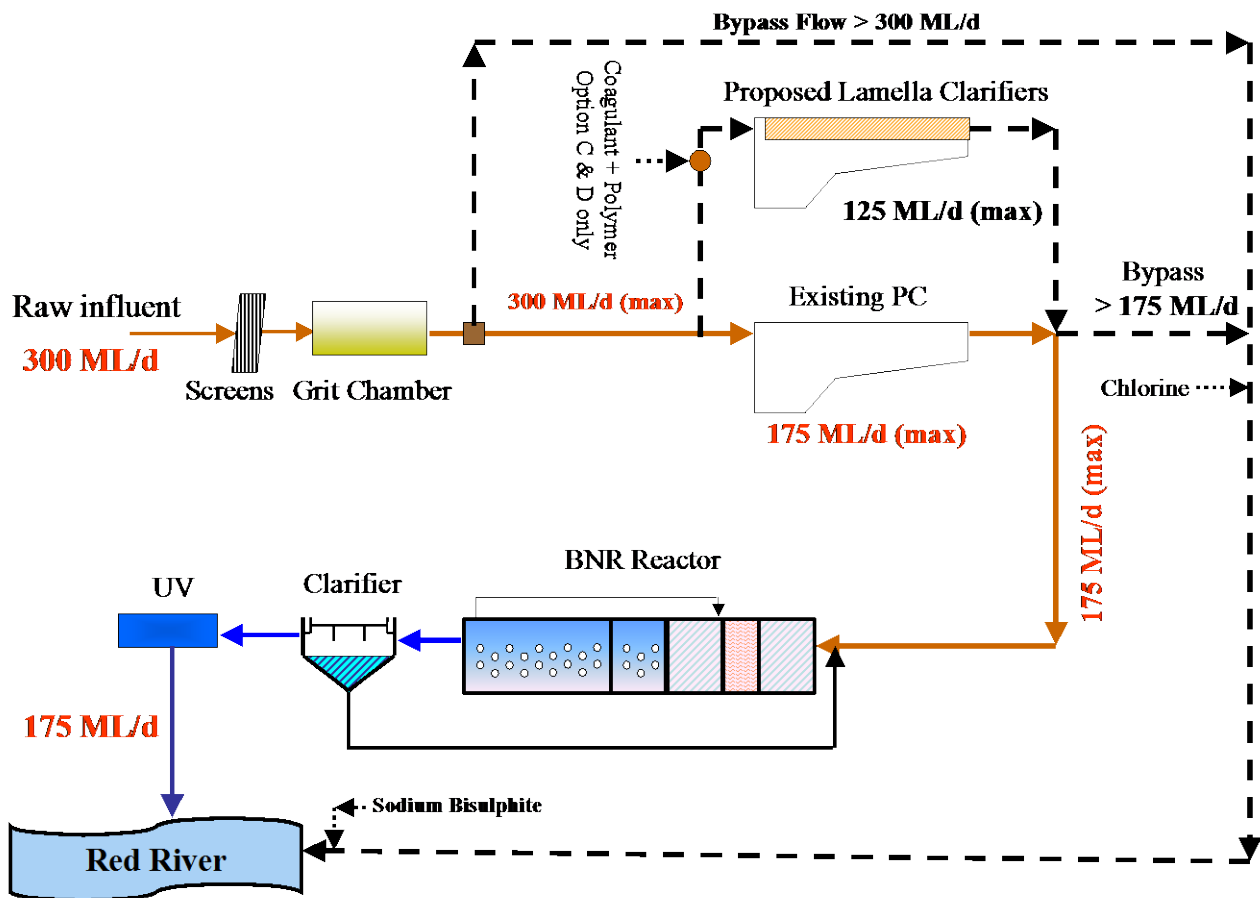 Bypass Flow > 300 ML/d
Coagulant + Polymer
Option C & D only
Proposed Lamella Clarifiers
125 ML/d (max)
Raw influent
300 ML/d
Screens
Grit Chamber
300 ML/d (max)
Existing PC
175 ML/d (max)
Bypass
> 175 ML/d
Chlorine
175 ML/d (max)
BNR Reactor
Clarifier
UV
175 ML/d
Sodium Bisulphite
Red River